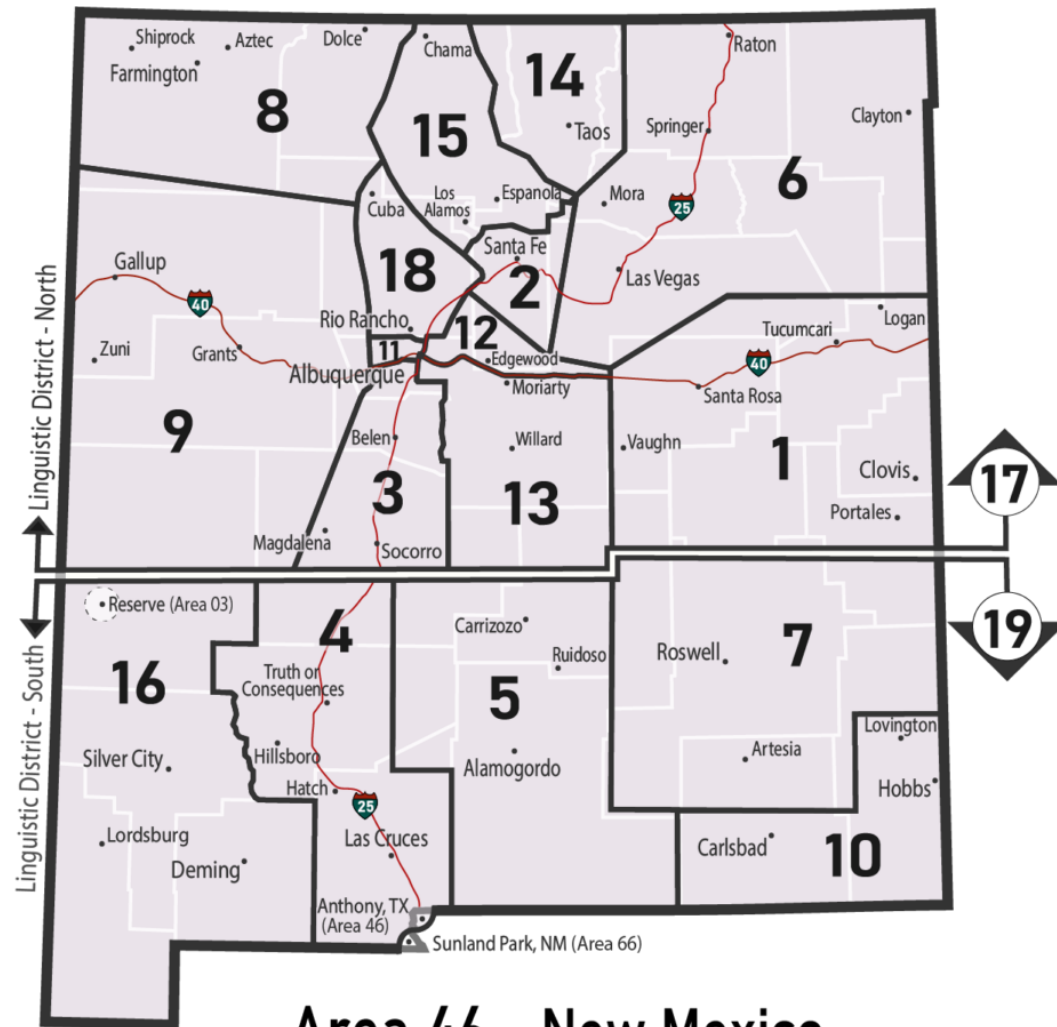 Shiprock
Aztec
Dolce
Chama
Raton
Farmington
14
8
Clayton
15
Taos
Springer
6
Cuba
Los
Alamos
Espanola
Mora
25
Santa Fe
Gallup
18
2
Las Vegas
40
Rio Rancho
12
Logan
Tucumcari
Zuni
Grants
11
Edgewood
40
Albuquerque
Moriarty
Santa Rosa
9
Belen
Willard
Vaughn
1
Clovis
17
3
13
Portales
Magdalena
Socorro
Linguistic District - North
Linguistic District - South
Reserve (Area 03)
4
Carrizozo
7
19
16
Truth or
Consequences
Ruidoso
Roswell
5
Lovington
Silver City
Hillsboro
Alamogordo
Artesia
Hatch
25
Hobbs
Lordsburg
Las Cruces
Carlsbad
10
Deming
Anthony, TX
(Area 46)
Sunland Park, NM (Area 66)
Area 46 - New Mexico